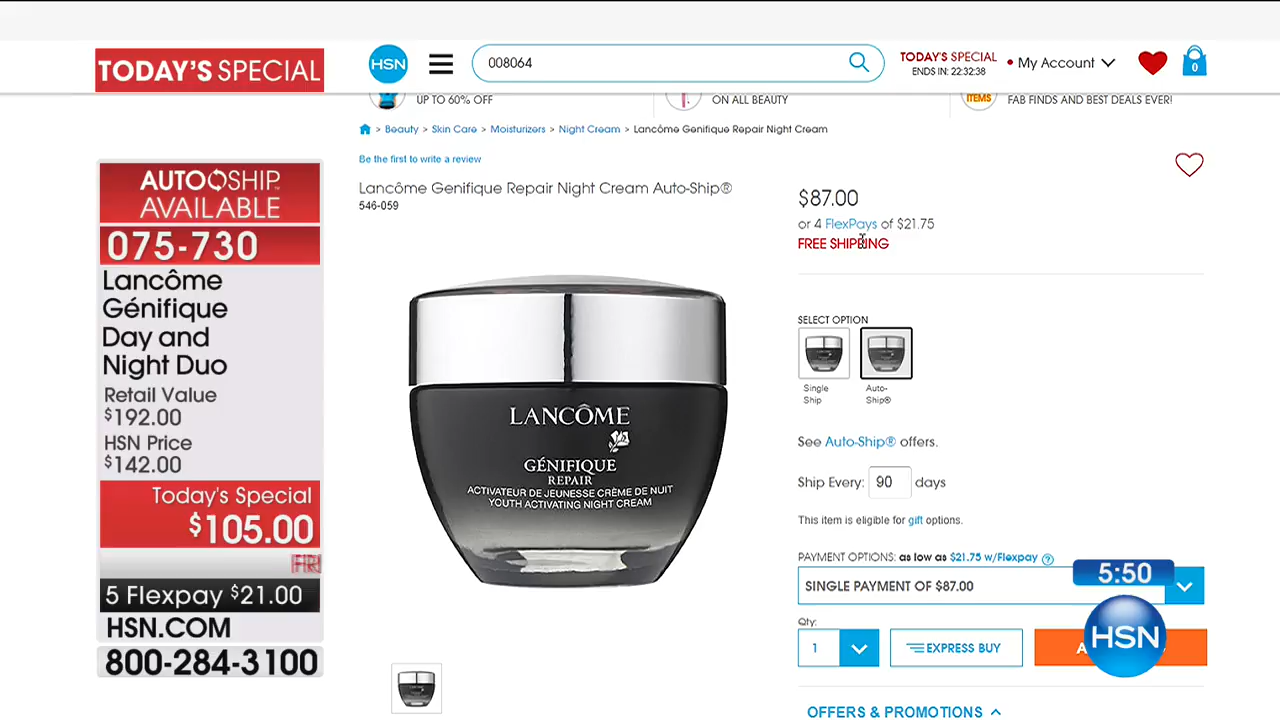 TODAY'S SPECIAL
HSN
008064
TODAY'S SPECIAL
ENDS IN: 22:32:38
My Account
0
UP TO 60% OFF
ON ALL BEAUTY
ITEMS
FAB FINDS AND BEST DEALS EVER!
> Beauty > Skin Care > Moisturizers > Night Cream > Lancôme Genifique Repair Night Cream
Be the first to write a review
Lancôme Genifique Repair Night Cream Auto-Ship®
546-059
$87.00
or 4 FlexPays of $21.75
FREE SHIPPING
SELECT OPTION
Single Ship
Auto-Ship®
See Auto-Ship® offers.
Ship Every: 90 days
This item is eligible for gift options.
PAYMENT OPTIONS: as low as $21.75 w/Flexpay ?
SINGLE PAYMENT OF $87.00
Qty:
1
EXPRESS BUY
OFFERS & PROMOTIONS
LANCÔME
GÉNIFIQUE
REPAIR
ACTIVATEUR DE JEUNESSE CRÈME DE NUIT
YOUTH ACTIVATING NIGHT CREAM
AUTOSHIP™
AVAILABLE
075-730
Lancôme
Génifique
Day and
Night Duo
Retail Value
$192.00
HSN Price
$142.00
Today's Special
$105.00
5 Flexpay $21.00
HSN.COM
800-284-3100
5:50
HSN